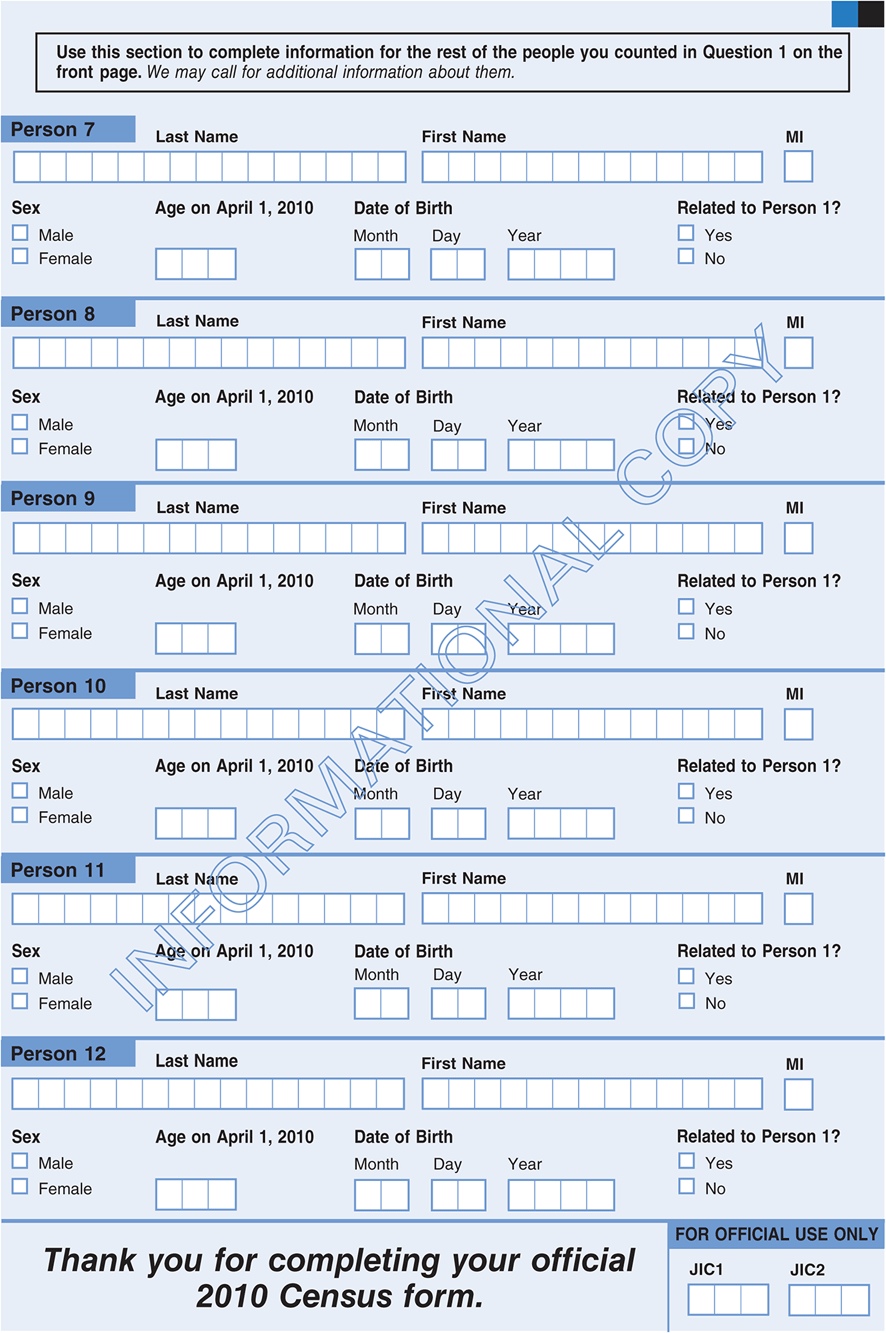 Use this section to complete information for the rest of the people you counted in Question 1 on the
front page. We may call for additional information about them.
Person 7
Last Name First Name MI
Sex Age on April 1, 2010 Date of Birth Related to Person 1?
Male Month Day Year Yes
Female No
Person 8
Last Name First Name MI
Sex Age on April 1, 2010 Date of Birth Related to Person 1?
Male Month Day Year Yes
Female No
Person 9
Last Name First Name MI
Sex Age on April 1, 2010 Date of Birth Related to Person 1?
Male Month Day Year Yes
Female No
Person 10
Last Name First Name MI
Sex Age on April 1, 2010 Date of Birth Related to Person 1?
Male Month Day Year Yes
Female No
Person 11
Last Name First Name MI
Sex Age on April 1, 2010 Date of Birth Related to Person 1?
Male Month Day Year Yes
Female No
Person 12
Last Name First Name MI
Sex Age on April 1, 2010 Date of Birth Related to Person 1?
Male Month Day Year Yes
Female No
INFORMATIONAL COPY
Thank you for completing your official
2010 Census form.
FOR OFFICIAL USE ONLY
JIC1 JIC2